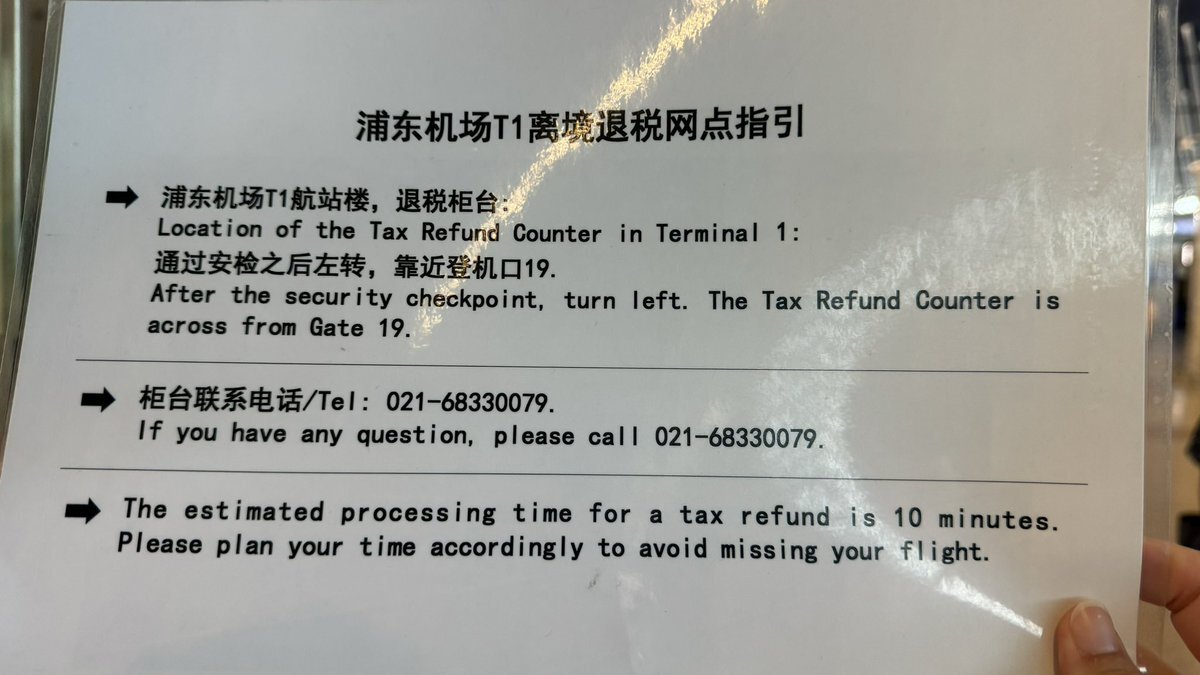 浦东机场T1离境退税网点指引
浦东机场T1航站楼，退税柜台:
Location of the Tax Refund Counter in Terminal 1:
通过安检之后左转，靠近登机口19.
After the security checkpoint, turn left. The Tax Refund Counter is
across from Gate 19.
柜台联系电话/Tel: 021-68330079.
If you have any question, please call 021-68330079.
The estimated processing time for a tax refund is 10 minutes.
Please plan your time accordingly to avoid missing your flight.